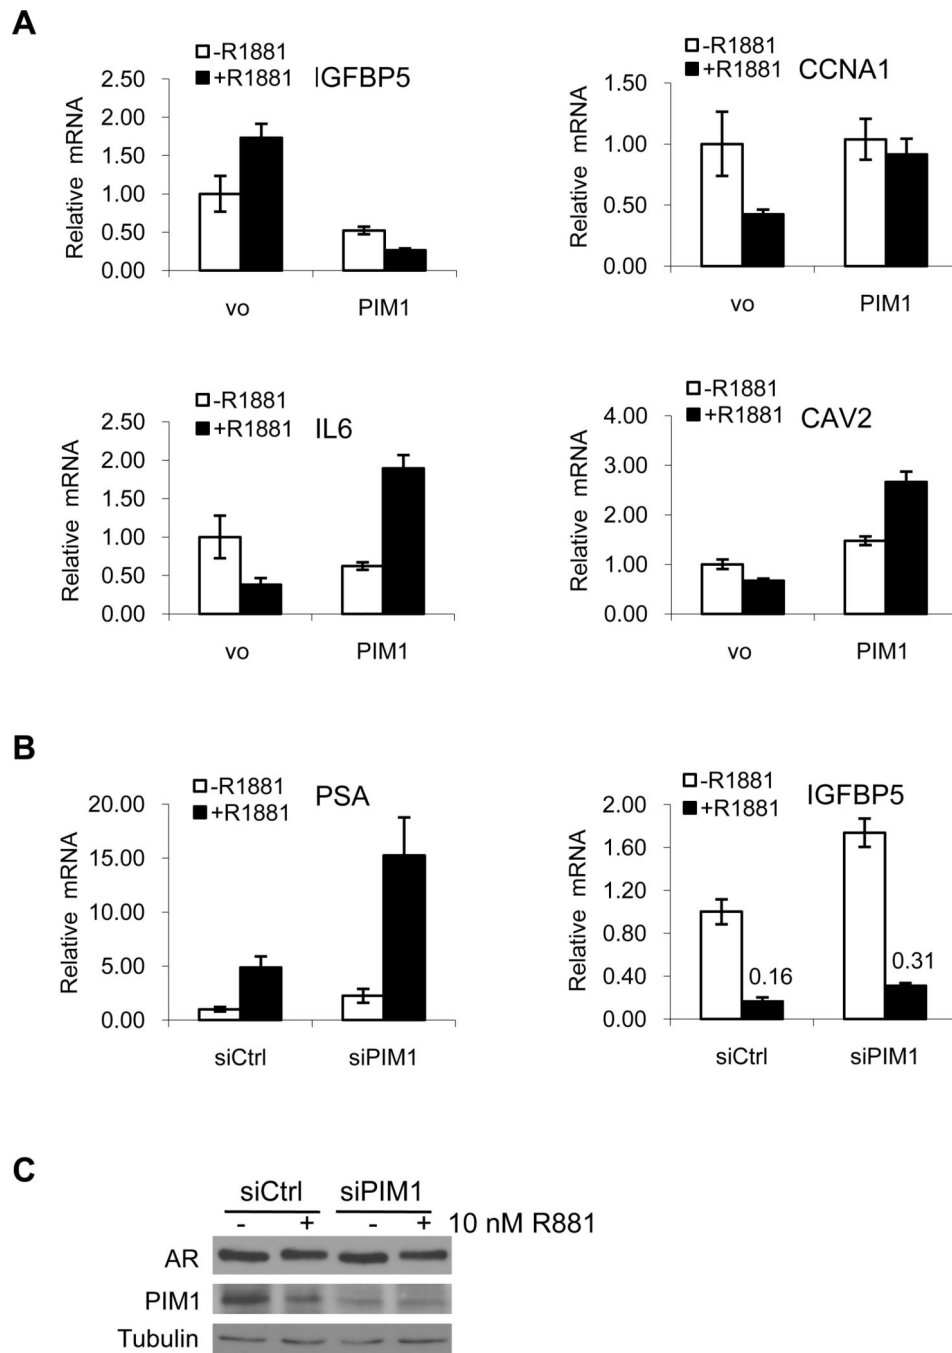 A
-R1881
+R1881
IGFBP5
Relative mRNA
2.50
2.00
1.50
1.00
0.50
0.00
vo
PIM1
-R1881
+R1881
CCNA1
Relative mRNA
1.50
1.00
0.50
0.00
vo
PIM1
-R1881
+R1881
IL6
Relative mRNA
2.50
2.00
1.50
1.00
0.50
0.00
vo
PIM1
-R1881
+R1881
CAV2
Relative mRNA
4.00
3.00
2.00
1.00
0.00
vo
PIM1
B
-R1881
+R1881
PSA
Relative mRNA
20.00
15.00
10.00
5.00
0.00
siCtrl
siPIM1
-R1881
+R1881
IGFBP5
Relative mRNA
2.00
1.60
1.20
0.80
0.40
0.00
0.16
0.31
siCtrl
siPIM1
C
siCtrl siPIM1
- + - + 10 nM R881
AR
PIM1
Tubulin